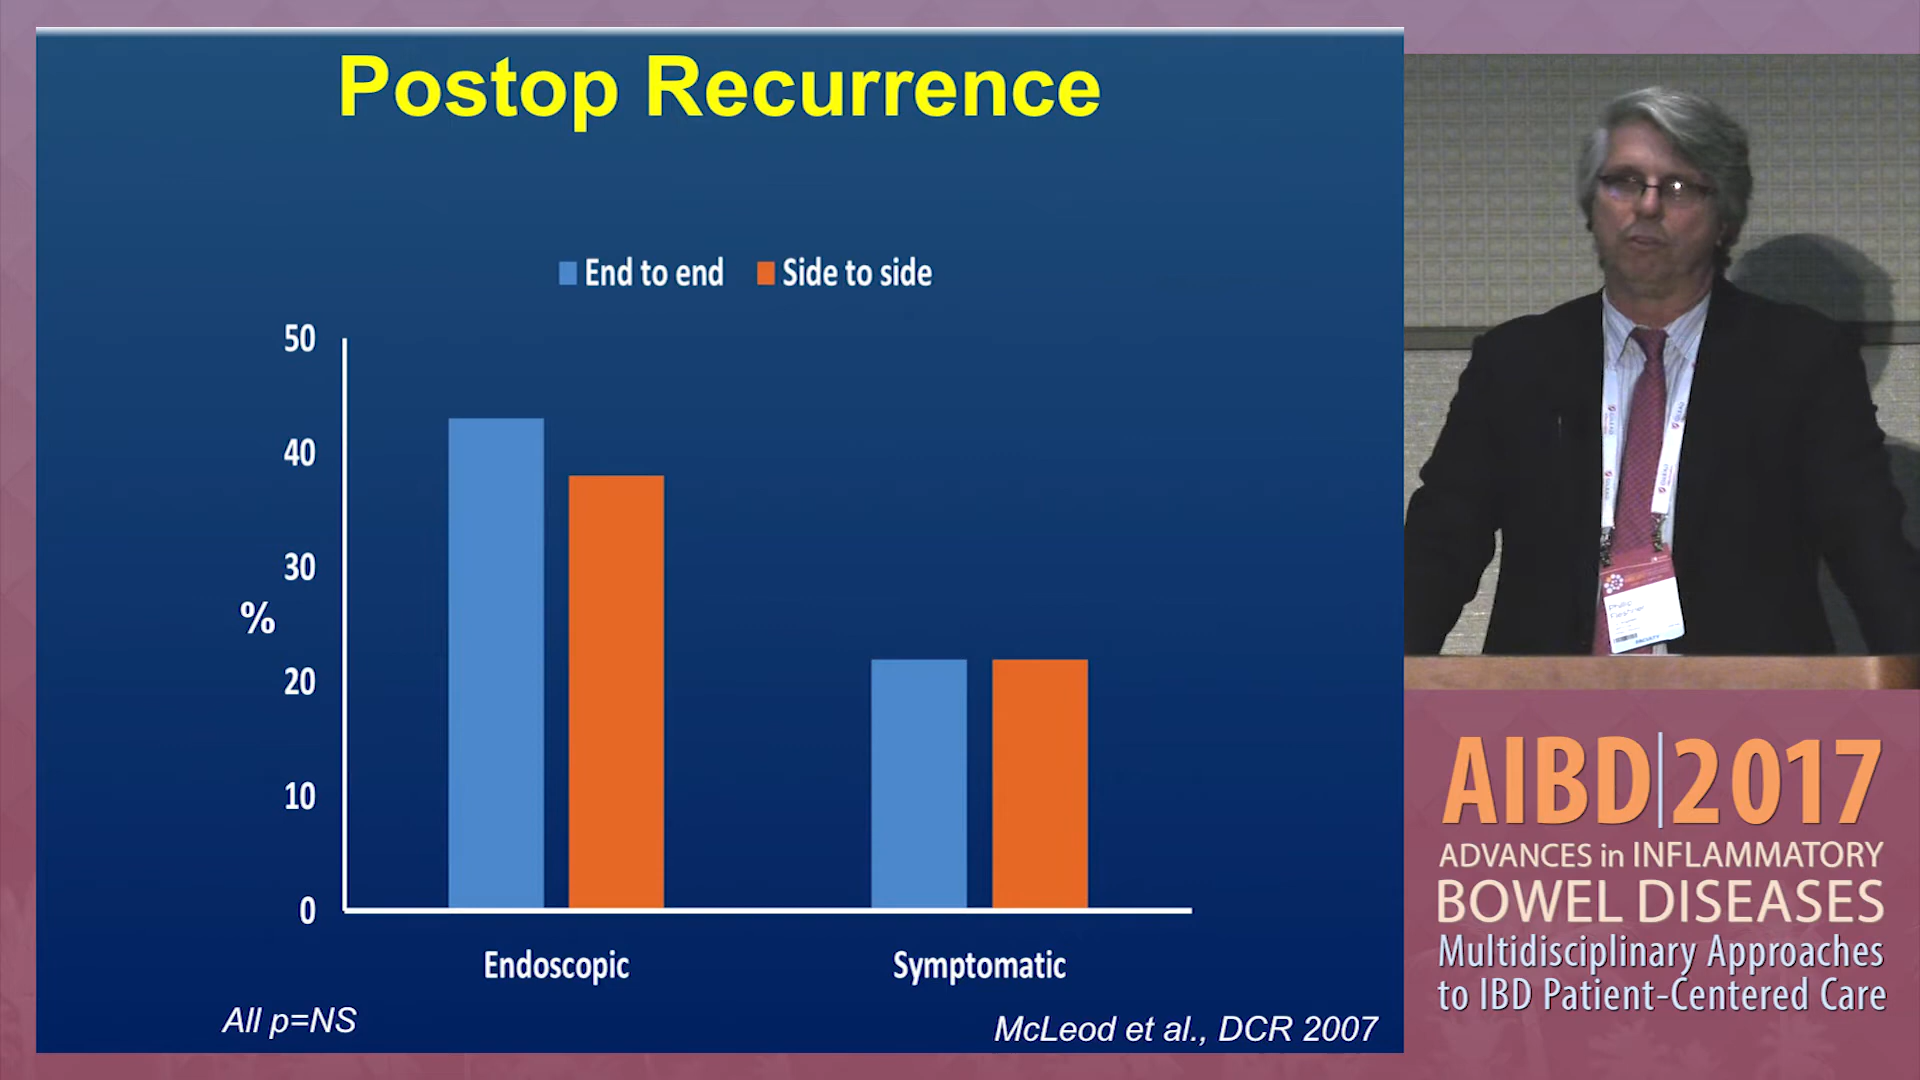 Postop Recurrence
End to end Side to side
50
40
30
%
20
10
0
Endoscopic Symptomatic
All p=NS
McLeod et al., DCR 2007
AIBD|2017
ADVANCES in INFLAMMATORY
BOWEL DISEASES
Multidisciplinary Approaches
to IBD Patient-Centered Care